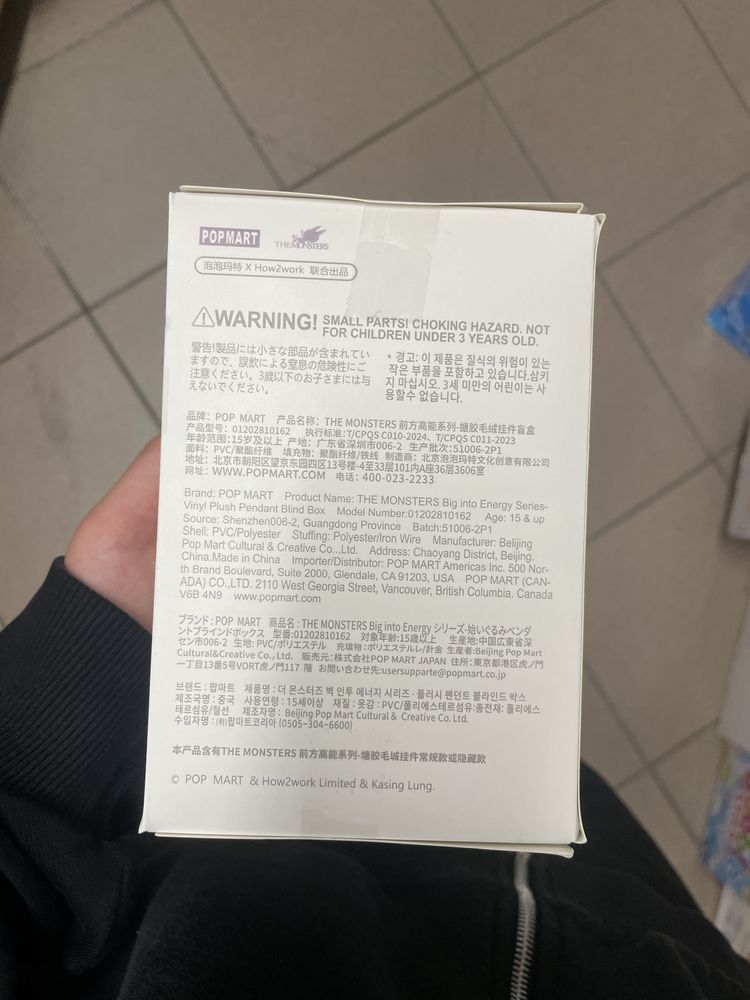 POP MART
THE MONSTERS
泡泡玛特 X How2work 联合出品
WARNING! SMALL PARTS! CHOKING HAZARD. NOT
FOR CHILDREN UNDER 3 YEARS OLD.
警告!製品には小さな部品が含まれてい
ますので、誤飲による窒息の危険性にご
注意ください。3歳以下のお子さまには与
えないでください。
* 경고: 이 제품은 질식의 위험이 있는
작은 부품을 포함하고 있습니다.삼키
지 마십시오. 3세 미만의 어린이는 사
용할수 없습니다.
品牌：POP MART 产品名称：THE MONSTERS 前方高能系列-塘胶毛绒挂件盲盒
产品型号：01202810162 执行标准:T/CPQS C010-2024、T/CPQS C011-2023
年龄范围:15岁及以上 产地:广东省深圳市006-2 生产批次:51006-2P1
面料：PVC/聚酯纤维 填充物：聚酯纤维/铁线 制造商：北京泡泡玛特文化创意有限公司
地址：北京市朝阳区望京东园四区13号楼-4至33层101内A座36层3606室
网址：WWW.POPMART.COM 电话：400-023-2233
Brand: POP MART Product Name: THE MONSTERS Big into Energy Series-
Vinyl Plush Pendant Blind Box Model Number:01202810162 Age: 15 & up
Source: Shenzhen006-2, Guangdong Province Batch:51006-2P1
Shell: PVC/Polyester Stuffing: Polyester/Iron Wire Manufacturer: Beijing
Pop Mart Cultural & Creative Co.,.Ltd. Address: Chaoyang District, Beijing,
China.Made in China Importer/Distributor: POP MART Americas Inc. 500 Nor-
th Brand Boulevard, Suite 2000, Glendale, CA 91203, USA POP MART (CAN-
ADA) CO.,LTD. 2110 West Georgia Street, Vancouver, British Columbia. Canada
V6B 4N9 www.popmart.com
ブランド：POP MART 商品名：THE MONSTERS Big into Energy シリーズ-始いぐるみペンダ
ントブラインドボックス 型番:01202810162 対象年齢:15歳以上 生産地:中国広東省深
セン市006-2 生地: PVC/ポリエステル 充填物:ポリエステルレ/針金 生産者:Beijing Pop Mart
Cultural&Creative Co., Ltd. 販売元:株式会社POP MART JAPAN 住所:東京都港区虎ノ門
一丁目13番5号VORT虎ノ門117 階 お問い合わせ先:usersupparte@popmart.co.jp
브랜드 : 팝마트 제품명 : 더 몬스터즈 빅 인투 에너지 시리즈 - 플러시 펜던트 블라인드 박스
제조국명 : 중국 사용연령 : 15세이상 재질 : 옷감 : PVC/폴리에스테르섬유:충전재: 폴리에스
테르섬유/철선 제조자명 : Beijing Pop Mart Cultural & Creative Co. Ltd.
수입자명 : ㈜팝마트코리아 (0505-304-6600)
本产品含有THE MONSTERS 前方高能系列-塘胶毛城挂件常规款或隐藏款
© POP MART & How2work Limited & Kasing Lung.